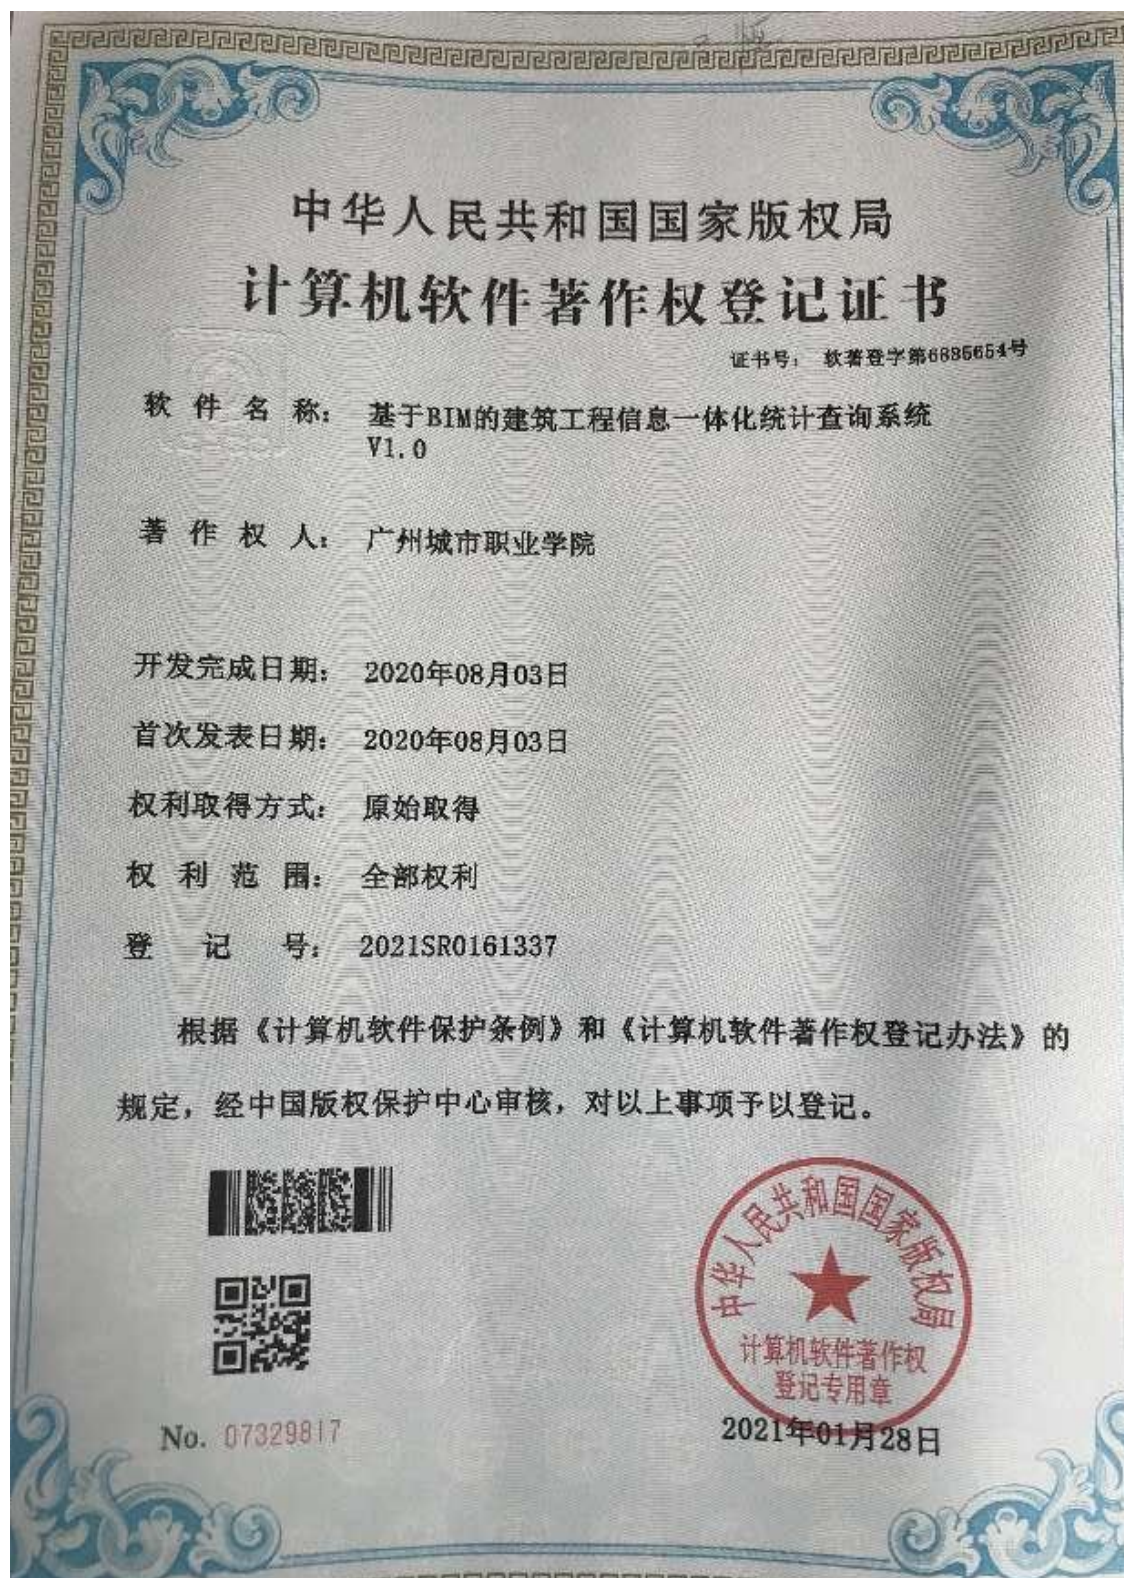 中华人民共和国国家版权局
计算机软件著作权登记证书
证书号： 软著登字第6885654号
软件名称： 基于BIM的建筑工程信息一体化统计查询系统
V1.0
著作权人： 广州城市职业学院
开发完成日期： 2020年08月03日
首次发表日期： 2020年08月03日
权利取得方式： 原始取得
权利范围： 全部权利
登记号： 2021SR0161337
根据《计算机软件保护条例》和《计算机软件著作权登记办法》的
规定，经中国版权保护中心审核，对以上事项予以登记。
中华人民共和国国家版权局
计算机软件著作权
登记专用章
No. 07329817
2021年01月28日